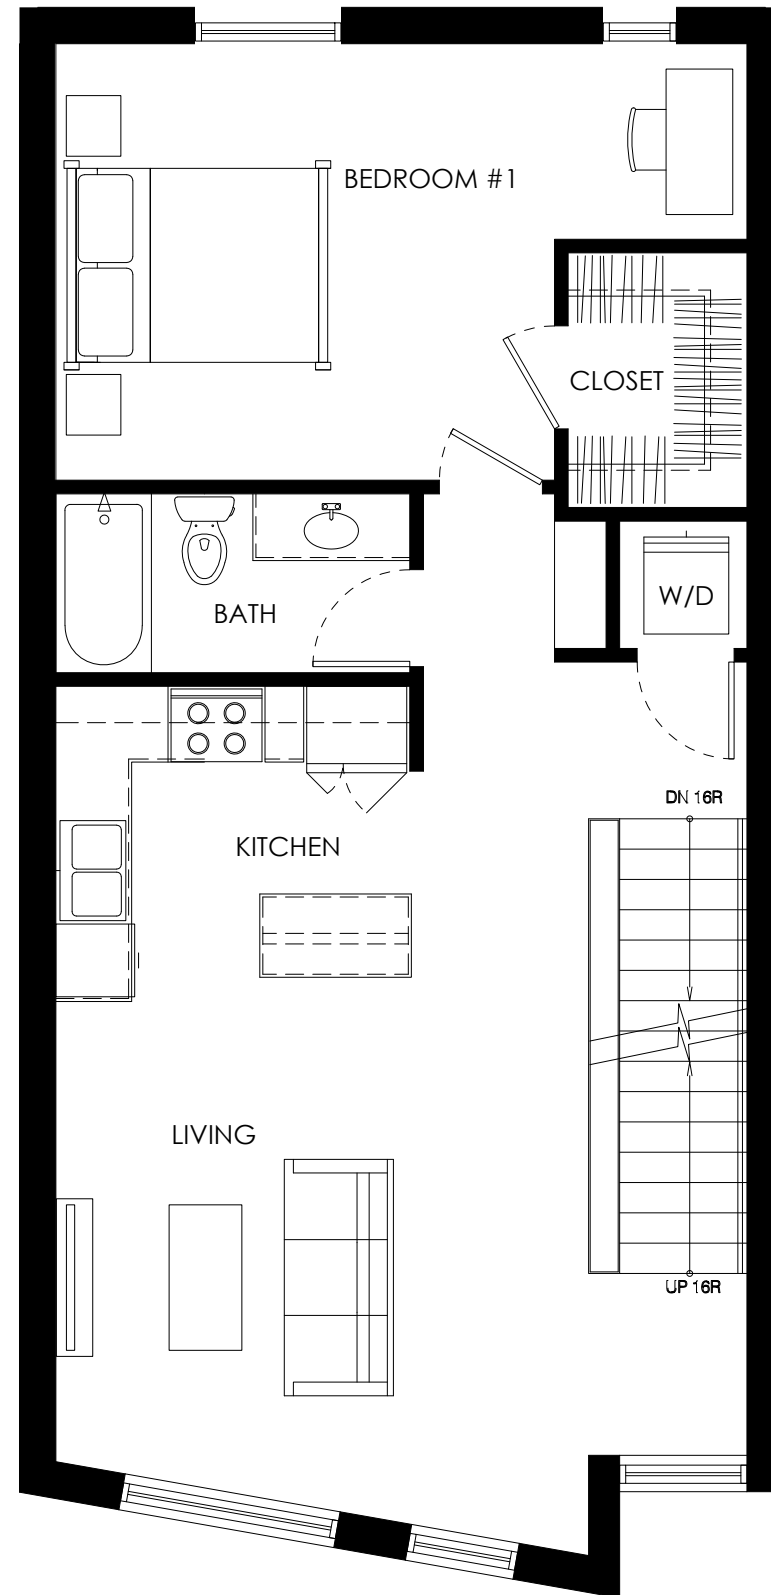 BEDROOM #1
CLOSET
W/D
BATH
DN 16R
KITCHEN
LIVING
UP 16R